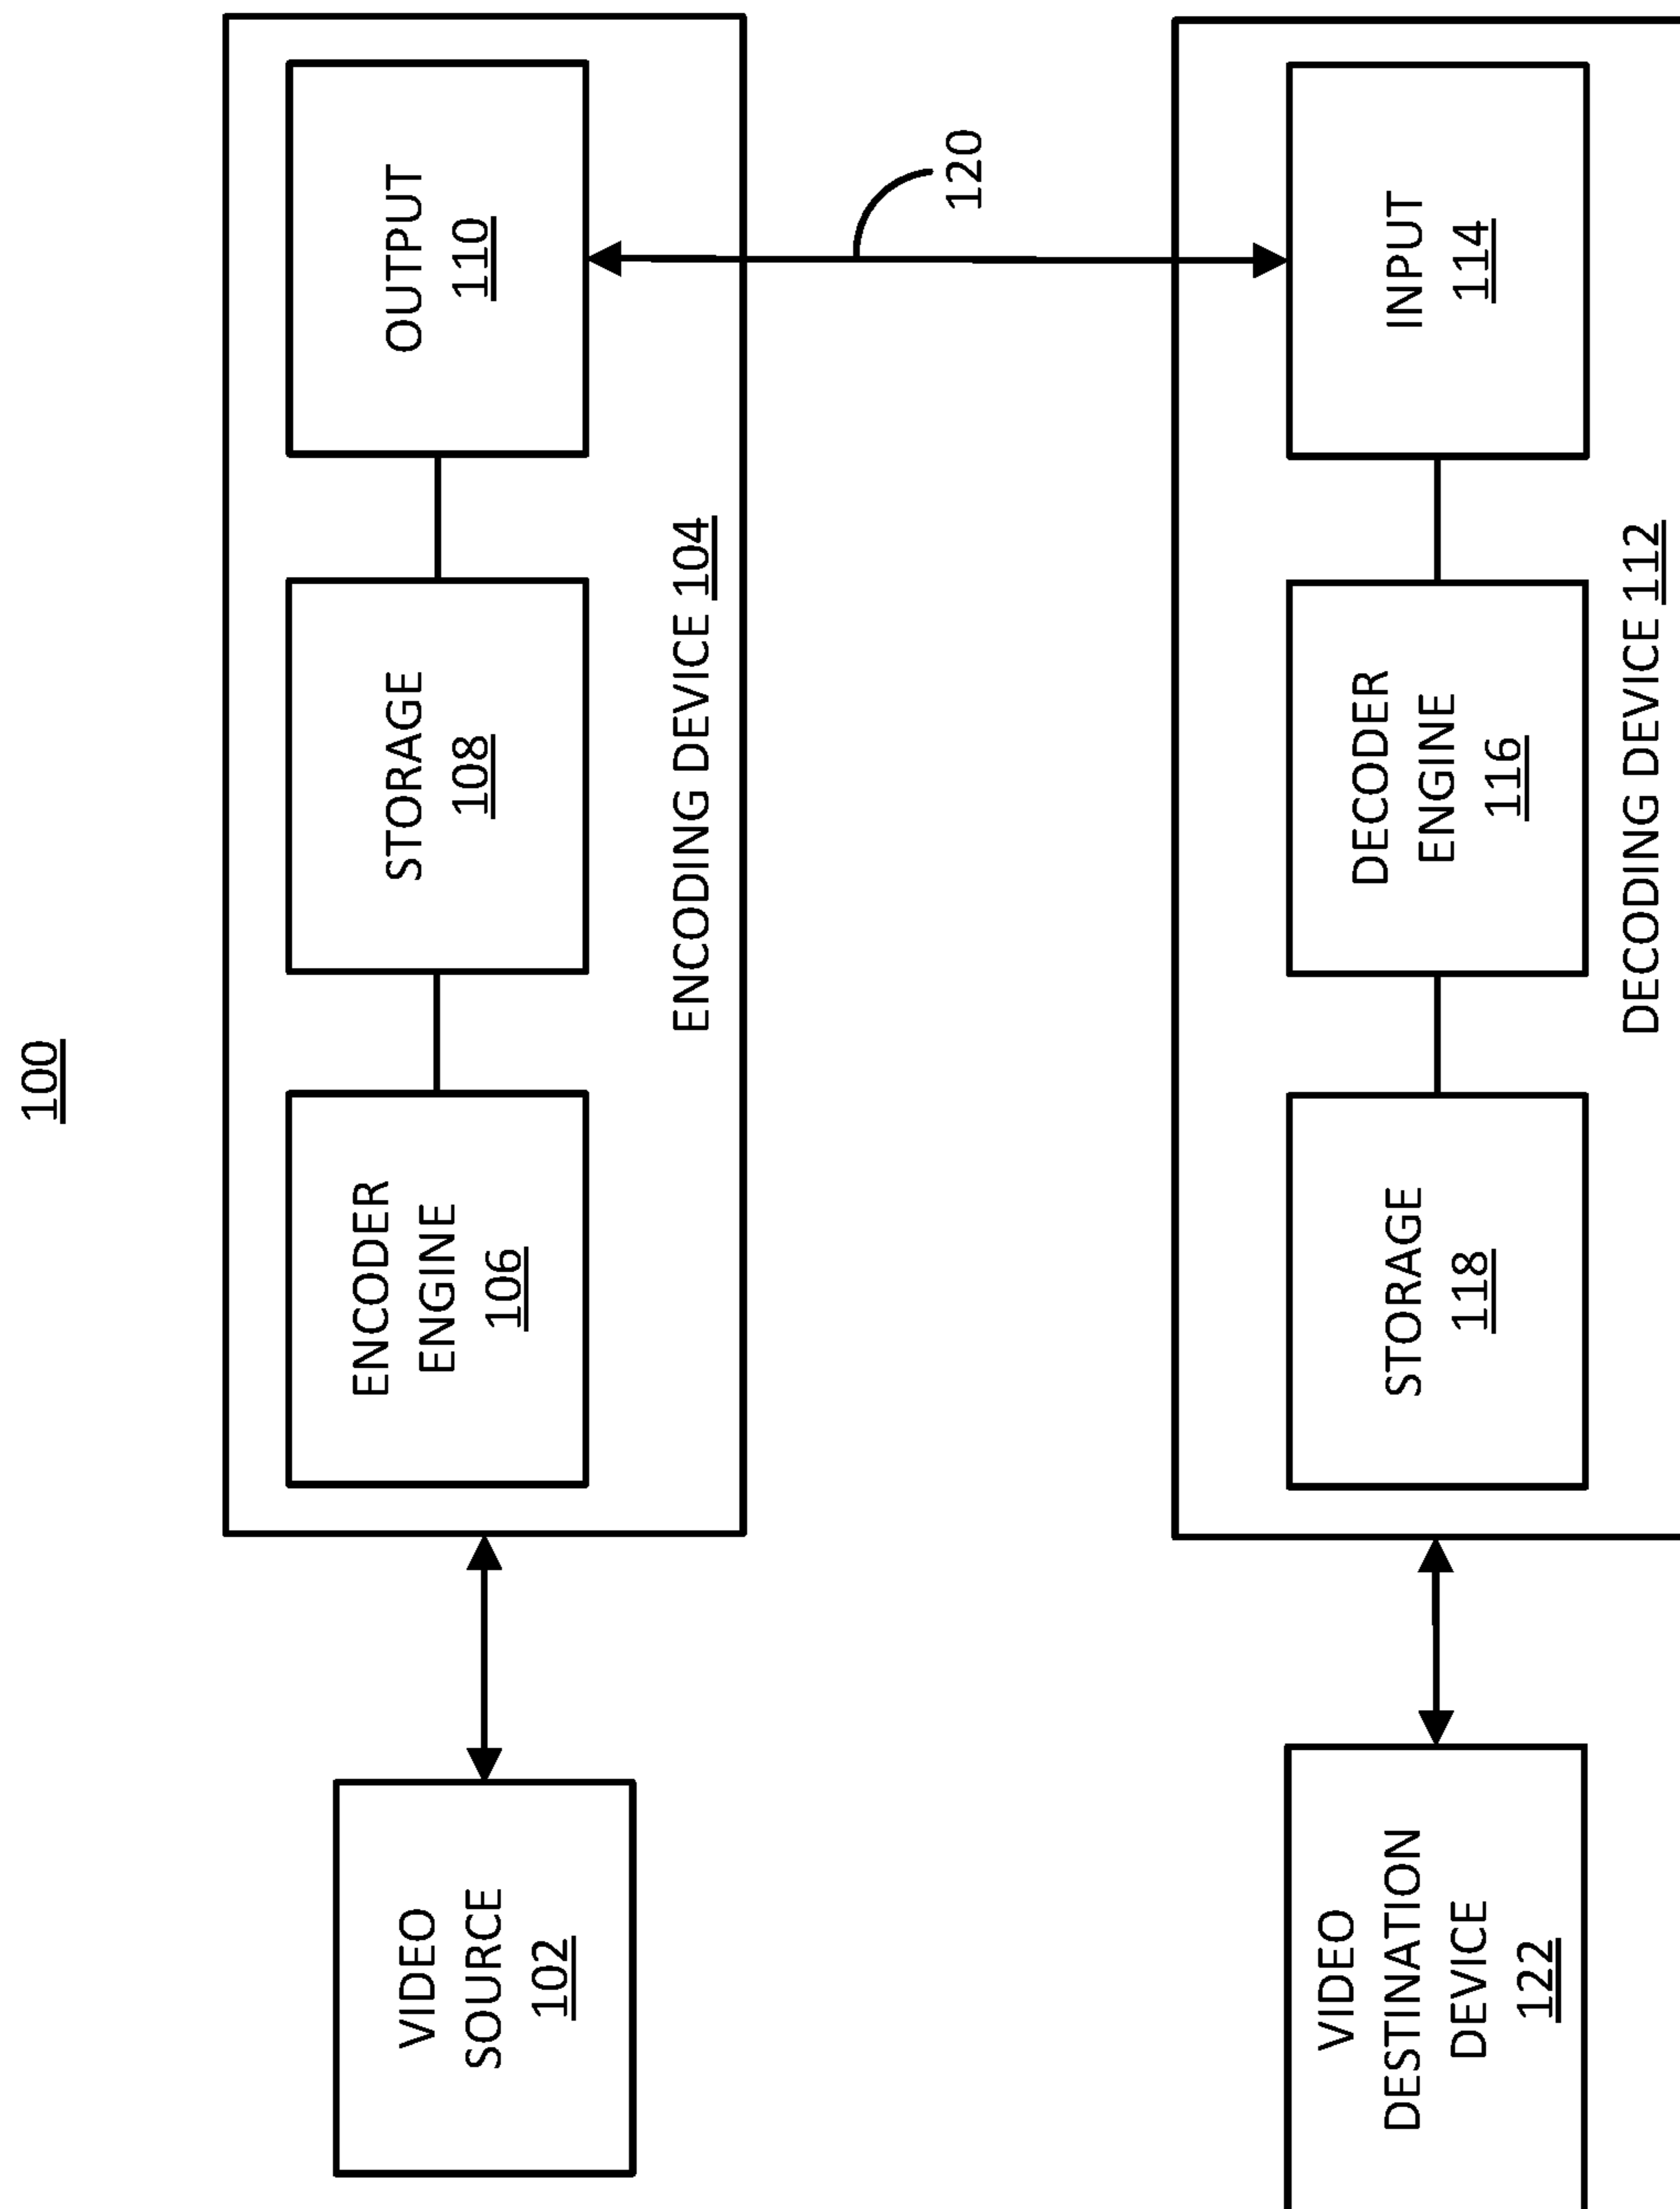 100
VIDEO
SOURCE
102
ENCODER
ENGINE
106
STORAGE
108
OUTPUT
110
ENCODING DEVICE 104
120
VIDEO
DESTINATION
DEVICE
122
STORAGE
118
DECODER
ENGINE
116
INPUT
114
DECODING DEVICE 112